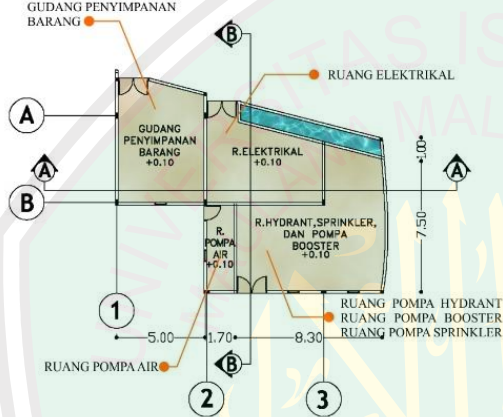 GUDANG PENYIMPANAN
BARANG
B
RUANG ELEKTRIKAL
A
GUDANG
PENYIMPANAN
BARANG
+0.10
R.ELEKTRIKAL
+0.10
1.00
A
A
B
R.
POMPA
AIR
+0.10
R.HYDRANT,SPRINKLER,
DAN POMPA
BOOSTER
+0.10
7.50
1
5.00
1.70
8.30
RUANG POMPA HYDRANT
RUANG POMPA BOOSTER
RUANG POMPA SPRINKLER
RUANG POMPA AIR
B
2
3